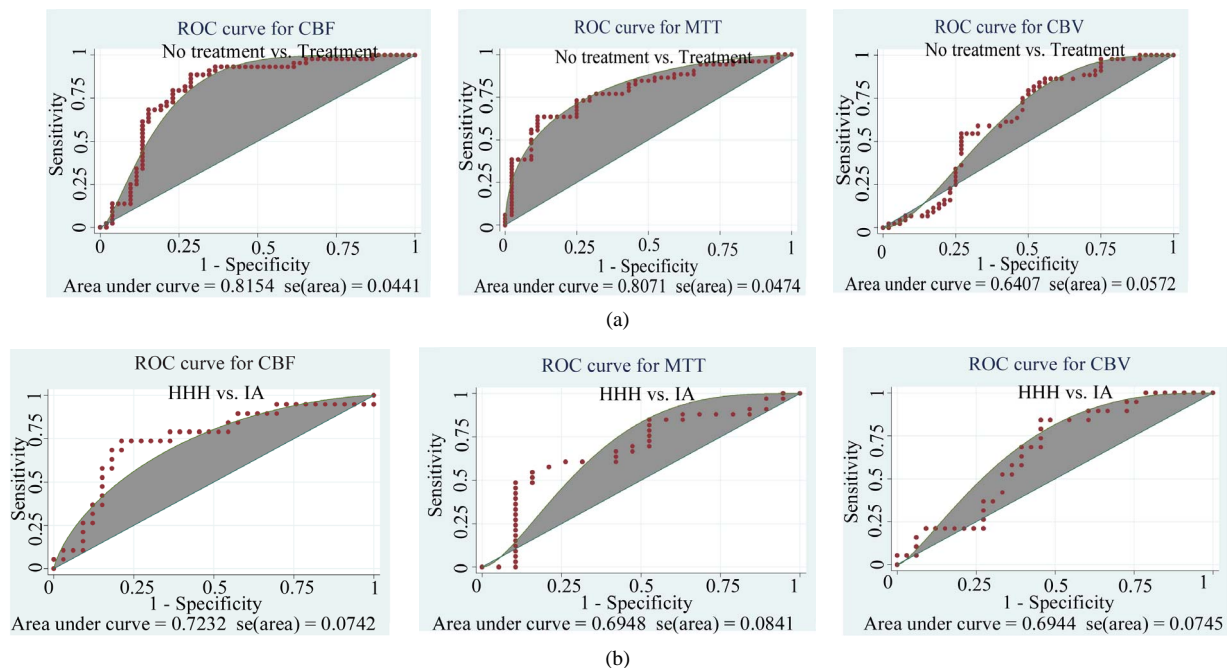 ROC curve for CBF
No treatment vs. Treatment
Sensitivity
0 0.25 0.5 0.75 1
0 0.25 0.5 0.75 1
1 - Specificity
Area under curve = 0.8154 se(area) = 0.0441
ROC curve for MTT
No treatment vs. Treatment
Sensitivity
0 0.25 0.5 0.75 1
0 0.25 0.5 0.75 1
1 - Specificity
Area under curve = 0.8071 se(area) = 0.0474
ROC curve for CBV
No treatment vs. Treatment
Sensitivity
0 0.25 0.5 0.75 1
0 0.25 0.5 0.75 1
1 - Specificity
Area under curve = 0.6407 se(area) = 0.0572
(a)
ROC curve for CBF
HHH vs. IA
Sensitivity
0 0.25 0.5 0.75 1
0 0.25 0.5 0.75 1
1 - Specificity
Area under curve = 0.7232 se(area) = 0.0742
ROC curve for MTT
HHH vs. IA
Sensitivity
0 0.25 0.5 0.75 1
0 0.25 0.5 0.75 1
1 - Specificity
Area under curve = 0.6948 se(area) = 0.0841
ROC curve for CBV
HHH vs. IA
Sensitivity
0 0.25 0.5 0.75 1
0 0.25 0.5 0.75 1
1 - Specificity
Area under curve = 0.6944 se(area) = 0.0745
(b)